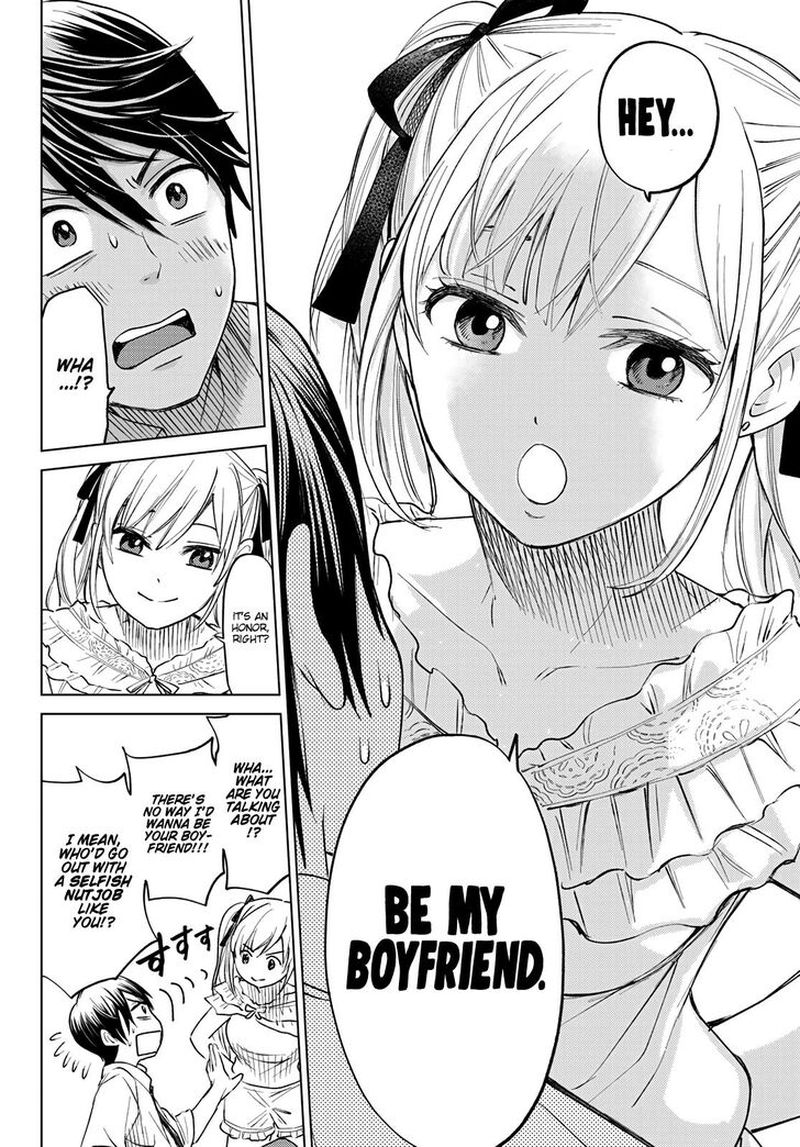 HEY...
BE MY
BOYFRIEND.
WHA
...!?
IT'S AN
HONOR,
RIGHT?
WHA...
WHAT
ARE YOU
TALKING
ABOUT
!?
THERE'S
NO WAY I'D
WANNA BE
YOUR BOY-
FRIEND!!!
I MEAN,
WHO'D GO
OUT WITH
A SELFISH
NUTJOB
LIKE
YOU!?
すすす